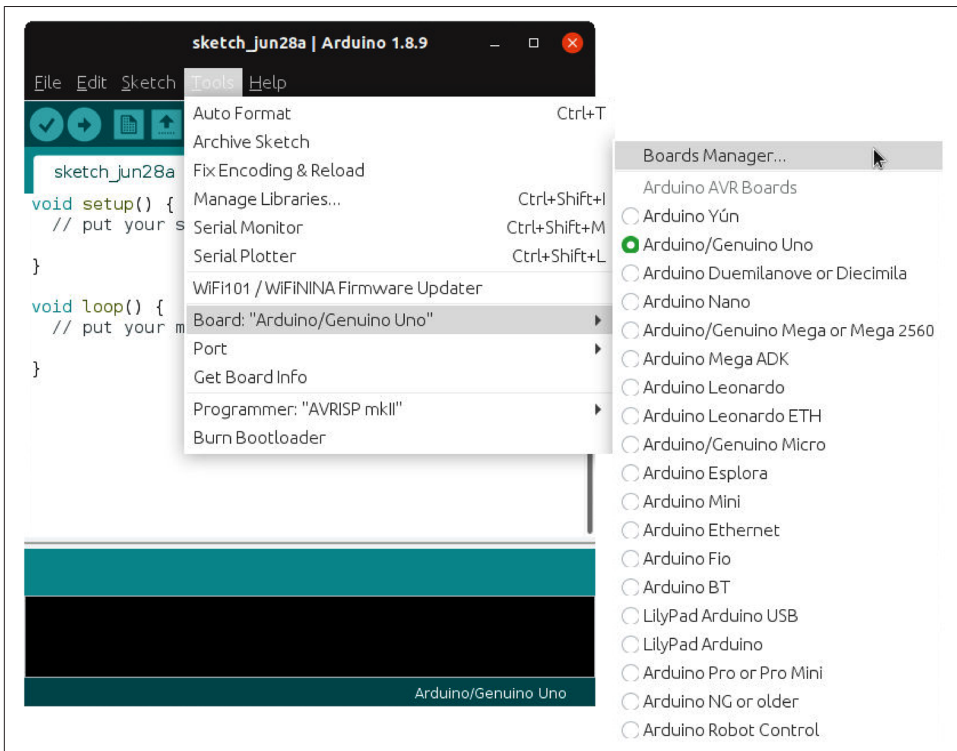 sketch_jun28a | Arduino 1.8.9
File Edit Sketch Tools Help
Auto Format Ctrl+T
Archive Sketch
Fix Encoding & Reload
Manage Libraries... Ctrl+Shift+I
Serial Monitor Ctrl+Shift+M
Serial Plotter Ctrl+Shift+L
WiFi101 / WiFiNINA Firmware Updater
Board: "Arduino/Genuino Uno"
Port
Get Board Info
Programmer: "AVRISP mkII"
Burn Bootloader
sketch_jun28a
void setup() {
// put your s
}
void loop() {
// put your m
}
Arduino/Genuino Uno
Boards Manager...
Arduino AVR Boards
Arduino Yún
Arduino/Genuino Uno
Arduino Duemilanove or Diecimila
Arduino Nano
Arduino/Genuino Mega or Mega 2560
Arduino Mega ADK
Arduino Leonardo
Arduino Leonardo ETH
Arduino/Genuino Micro
Arduino Esplora
Arduino Mini
Arduino Ethernet
Arduino Fio
Arduino BT
LilyPad Arduino USB
LilyPad Arduino
Arduino Pro or Pro Mini
Arduino NG or older
Arduino Robot Control